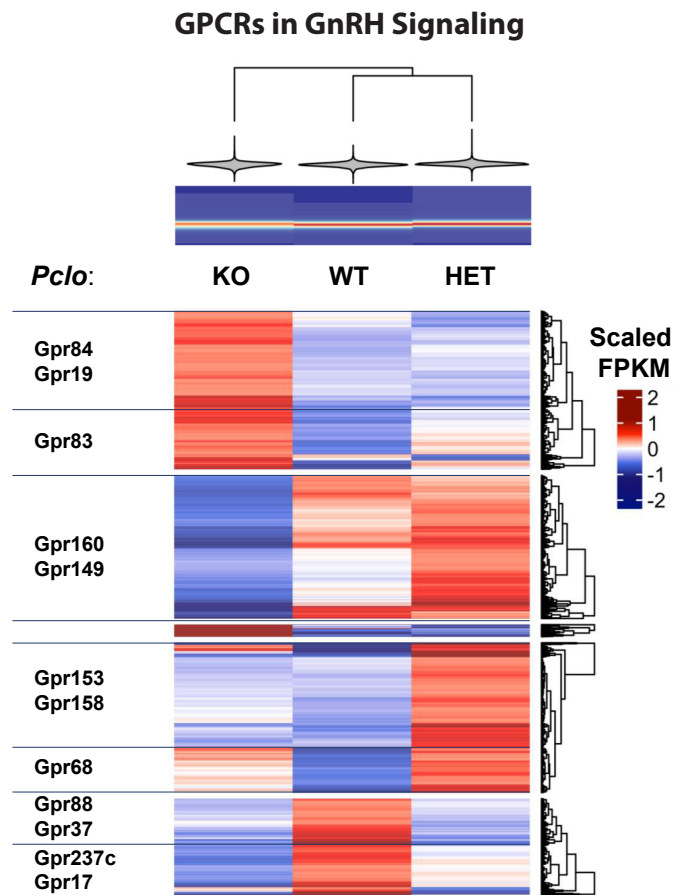 GPCRs in GnRH Signaling
Pclo: KO WT HET
Scaled
FPKM
2
1
0
-1
-2
Gpr84
Gpr19
Gpr83
Gpr160
Gpr149
Gpr153
Gpr158
Gpr68
Gpr88
Gpr37
Gpr237c
Gpr17